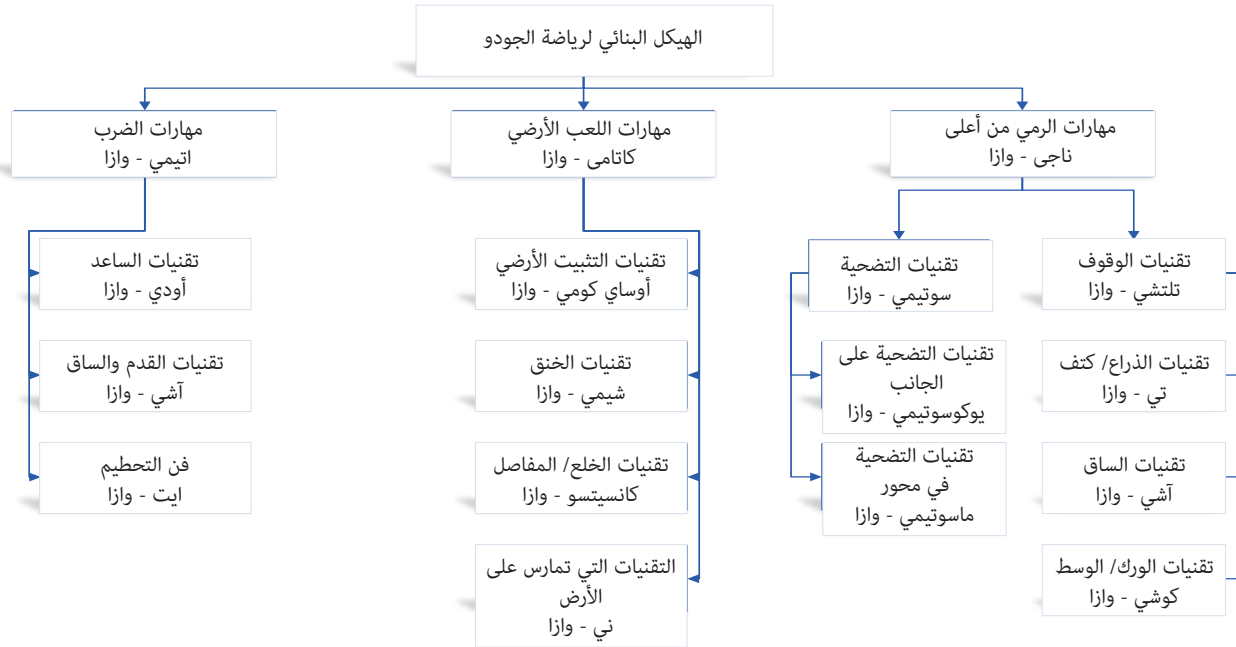 الهيكل البنائي لرياضة الجودو
مهارات الرمي من أعلى
ناجى - وازا
مهارات اللعب الأرضي
كاتامى - وازا
مهارات الضرب
اتيمي - وازا
تقنيات الوقوف
تلتشي - وازا
تقنيات الذراع/ كتف
تي - وازا
تقنيات الساق
آشي - وازا
تقنيات الورك/ الوسط
كوشي - وازا
تقنيات التضحية
سوتيمي - وازا
تقنيات التضحية على
الجانب
يوكوسوتيمي - وازا
تقنيات التضحية
في محور
ماسوتيمي - وازا
تقنيات التثبيت الأرضي
أوساي كومي - وازا
تقنيات الخنق
شيمي - وازا
تقنيات الخلع/ المفاصل
كانسيتسو - وازا
التقنيات التي تمارس على
الأرض
ني - وازا
تقنيات الساعد
أودي - وازا
تقنيات القدم والساق
آشي - وازا
فن التحطيم
ايت - وازا